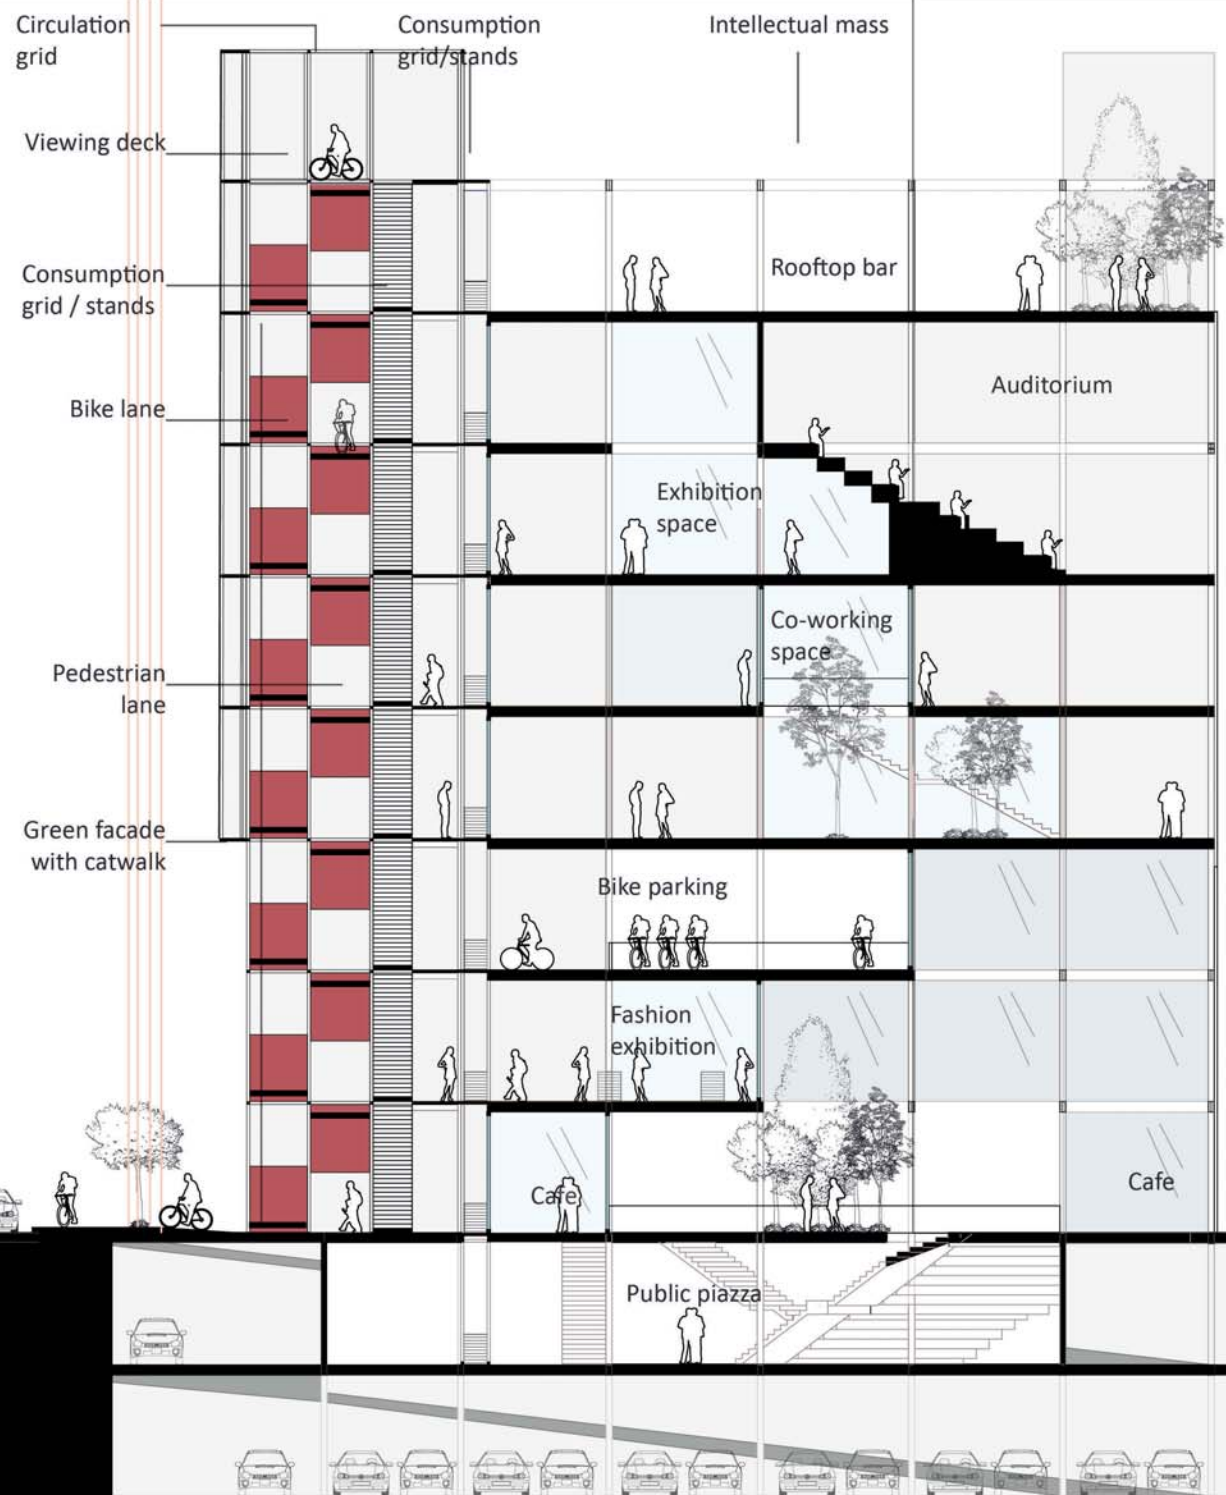 Circulation
grid
Consumption
grid/stands
Intellectual mass
Viewing deck
Consumption
grid / stands
Rooftop bar
Bike lane
Auditorium
Exhibition
space
Co-working
space
Pedestrian
lane
Green facade
with catwalk
Bike parking
Fashion
exhibition
Cafe
Cafe
Public piazza